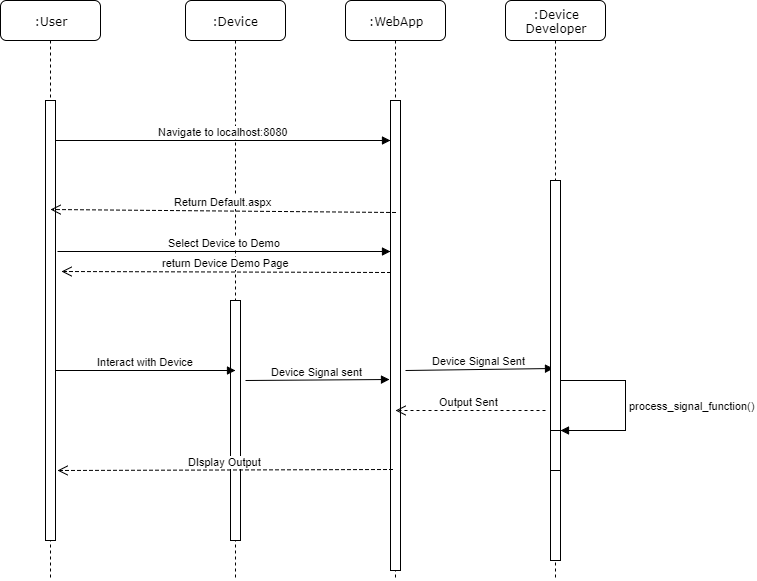 :User
:Device
:WebApp
:Device
Developer
Navigate to localhost:8080
Return Default.aspx
Select Device to Demo
return Device Demo Page
Interact with Device
Device Signal sent
Device Signal Sent
Output Sent
process_signal_function()
DIsplay Output